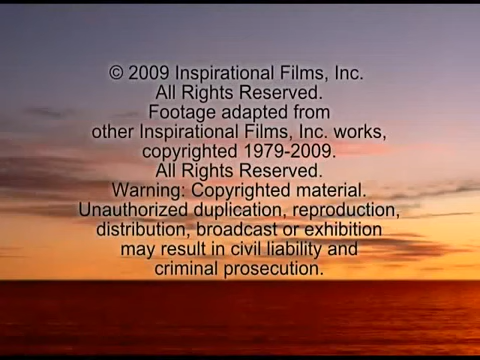 © 2009 Inspirational Films, Inc.
All Rights Reserved.
Footage adapted from
other Inspirational Films, Inc. works,
copyrighted 1979-2009.
All Rights Reserved.
Warning: Copyrighted material.
Unauthorized duplication, reproduction,
distribution, broadcast or exhibition
may result in civil liability and
criminal prosecution.